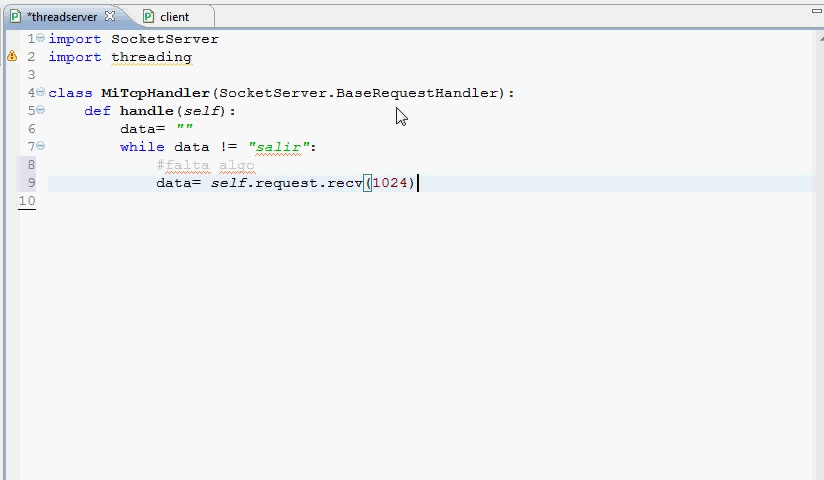 *threadserver client
1 import SocketServer
2 import threading
3
4 class MiTcpHandler(SocketServer.BaseRequestHandler):
5 def handle(self):
6 data= ""
7 while data != "salir":
8 #falta algo
9 data= self.request.recv(1024)
10